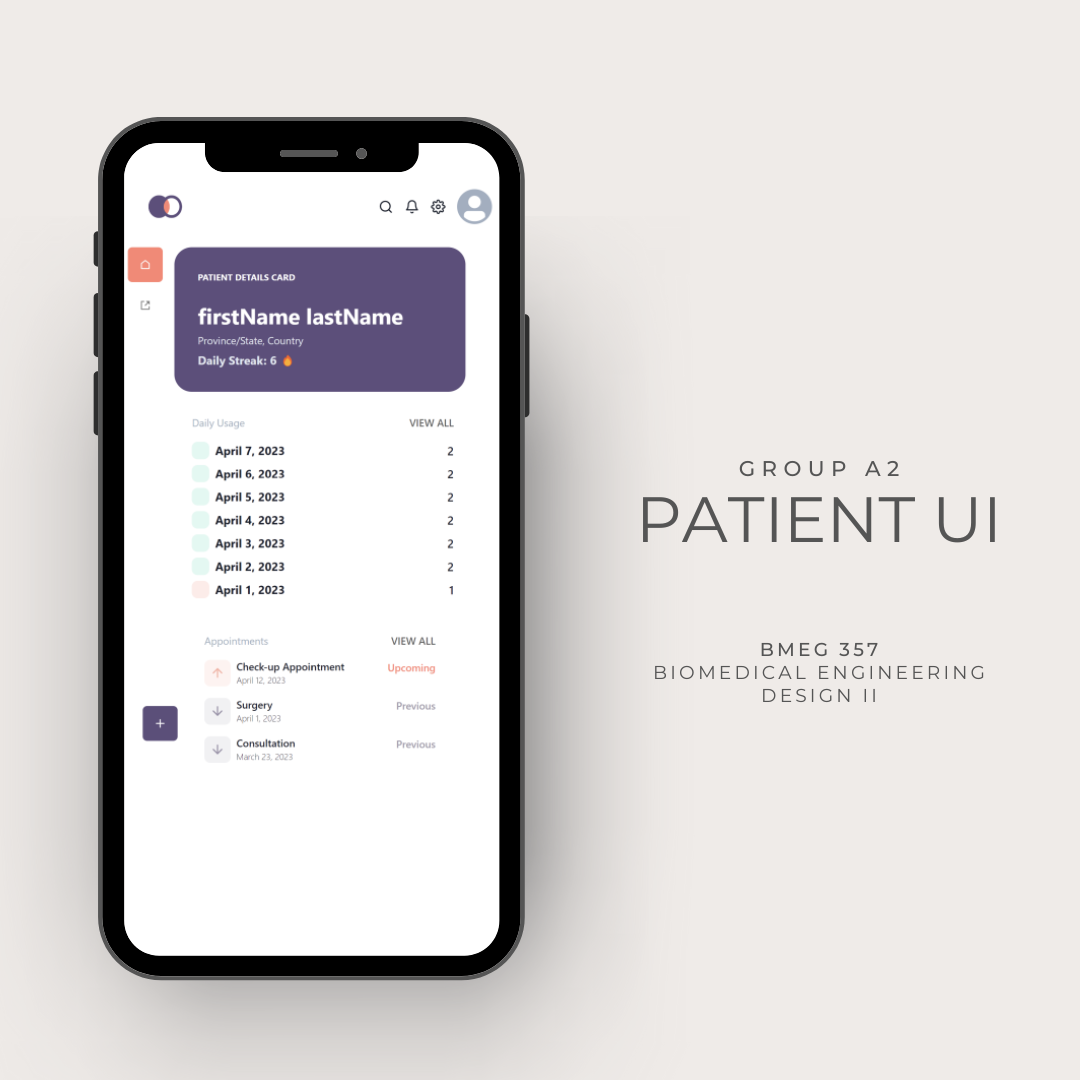 PATIENT DETAILS CARD
firstName lastName
Province/State, Country
Daily Streak: 6 🔥
Daily Usage VIEW ALL
April 7, 2023 2
April 6, 2023 2
April 5, 2023 2
April 4, 2023 2
April 3, 2023 2
April 2, 2023 2
April 1, 2023 1
Appointments VIEW ALL
Check-up Appointment Upcoming
April 12, 2023
Surgery Previous
April 1, 2023
Consultation Previous
March 23, 2023
GROUP A2
PATIENT UI
BMEG 357
BIOMEDICAL ENGINEERING
DESIGN II